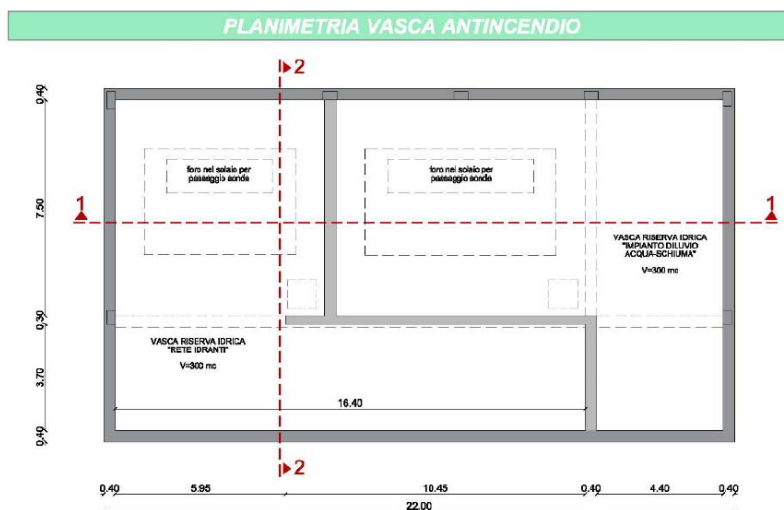 PLANIMETRIA VASCA ANTINCENDIO
2
0.40
foro nel solaio per
passaggio sonde
foro nel solaio per
passaggio sonde
7.50
1
1
VASCA RISERVA IDRICA
"IMPIANTO DILUVIO
ACQUA-SCHIUMA"
V=300 mc
0.30
VASCA RISERVA IDRICA
"RETE IDRANTI"
V=300 mc
3.70
16.40
0.40
2
0.40 5.95 10.45 0.40 4.40 0.40
22.00